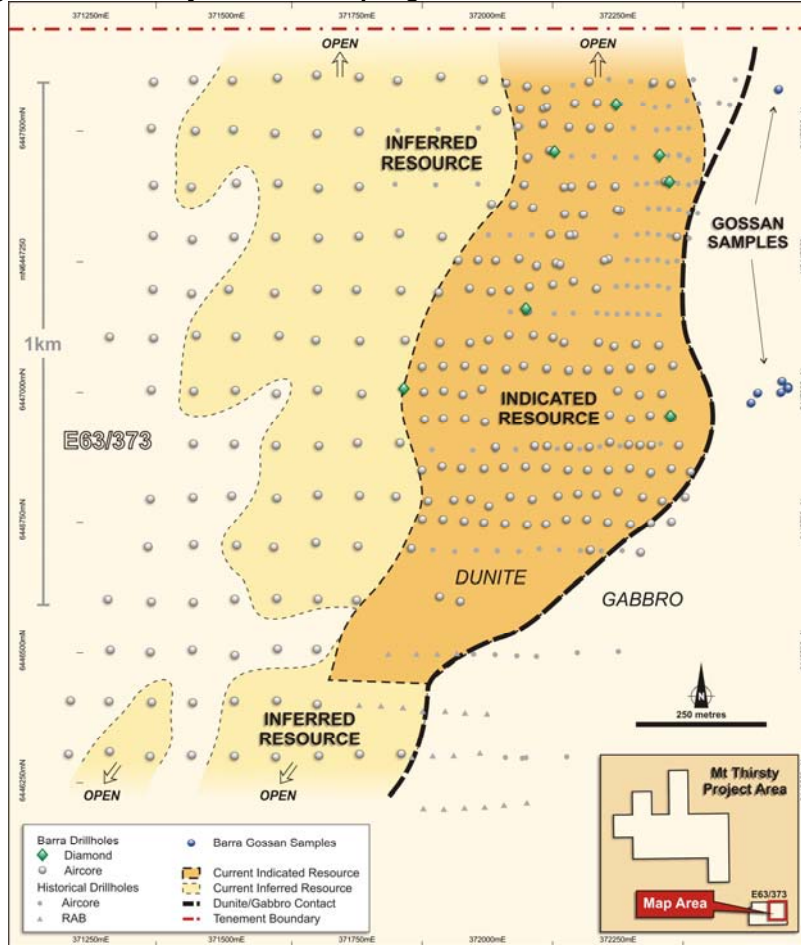 371250mE 371500mE 371750mE 372000mE 372250mE
OPEN OPEN
6447500mN
INFERRED
RESOURCE
GOSSAN
SAMPLES
mN6447250
1km
6447000mN
INDICATED
RESOURCE
E63/373
6446750mN
DUNITE
GABBRO
6446500mN
N
250 metres
INFERRED
RESOURCE
OPEN OPEN
6446250mN
Mt Thirsty
Project Area
E63/373
Map Area
Barra Drillholes
Diamond
Aircore
Historical Drillholes
Aircore
RAB
Barra Gossan Samples
Current Indicated Resource
Current Inferred Resource
Dunite/Gabbro Contact
Tenement Boundary
371250mE 371500mE 371750mE 372000mE 372250mE